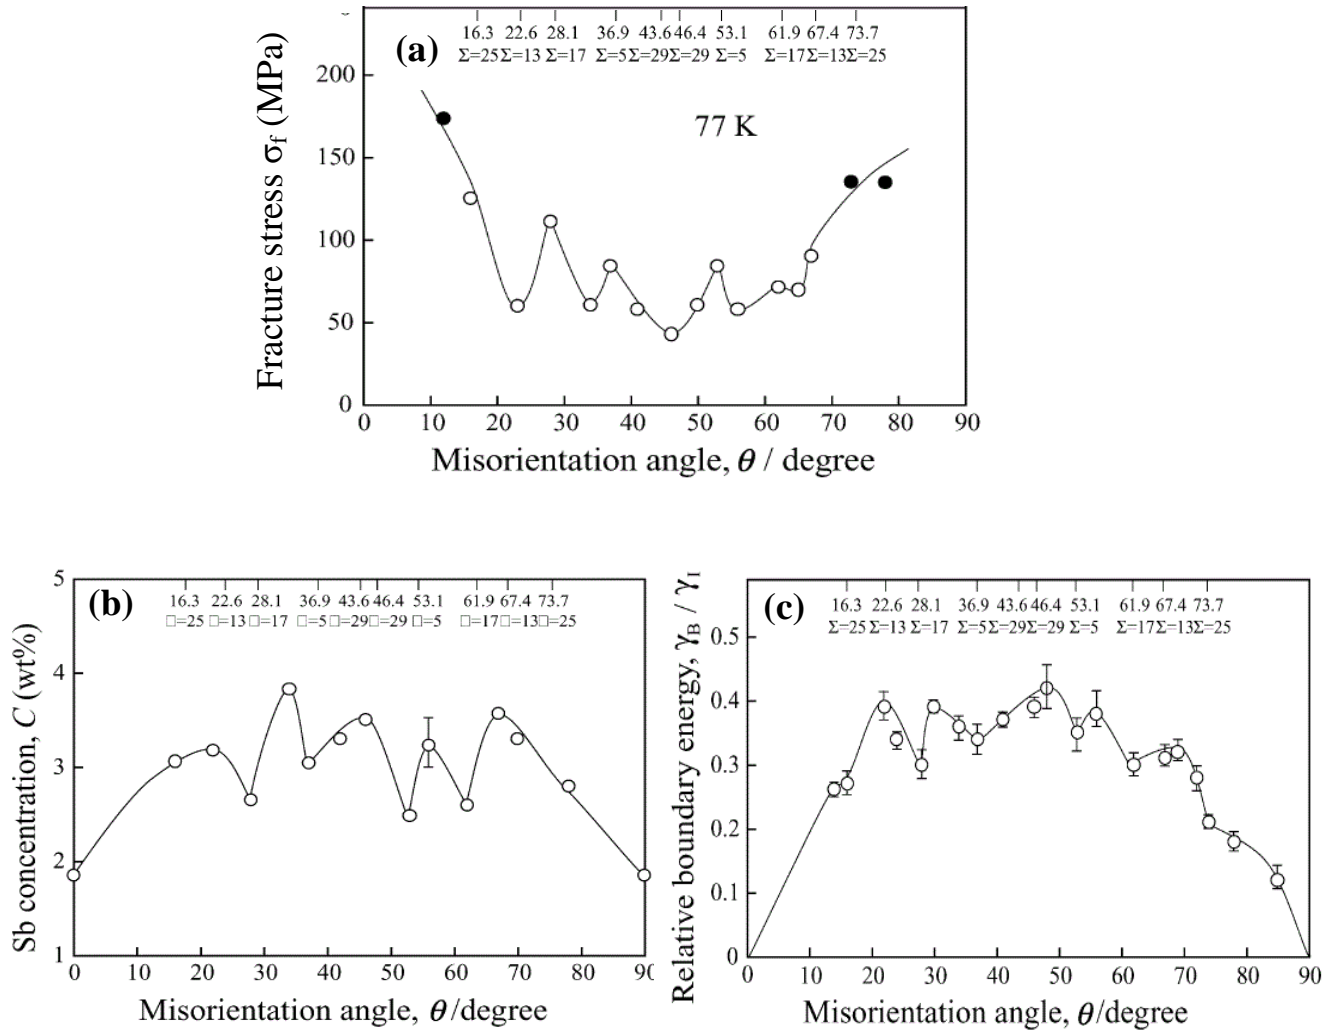 16.3 22.6 28.1 36.9 43.6 46.4 53.1 61.9 67.4 73.7
(a) Σ=25 Σ=13 Σ=17 Σ=5 Σ=29 Σ=29 Σ=5 Σ=17 Σ=13 Σ=25
77 K
Fracture stress σf (MPa)
200
150
100
50
0
0 10 20 30 40 50 60 70 80 90
Misorientation angle, θ / degree
(b) 16.3 22.6 28.1 36.9 43.6 46.4 53.1 61.9 67.4 73.7
□=25 □=13 □=17 □=5 □=29 □=29 □=5 □=17 □=13 □=25
Sb concentration, C (wt%)
5
4
3
2
1
0 10 20 30 40 50 60 70 80 90
Misorientation angle, θ /degree
(c) 16.3 22.6 28.1 36.9 43.6 46.4 53.1 61.9 67.4 73.7
Σ=25 Σ=13 Σ=17 Σ=5 Σ=29 Σ=29 Σ=5 Σ=17 Σ=13 Σ=25
Relative boundary energy, γB / γI
0.5
0.4
0.3
0.2
0.1
0
0 10 20 30 40 50 60 70 80 90
Misorientation angle, θ /degree